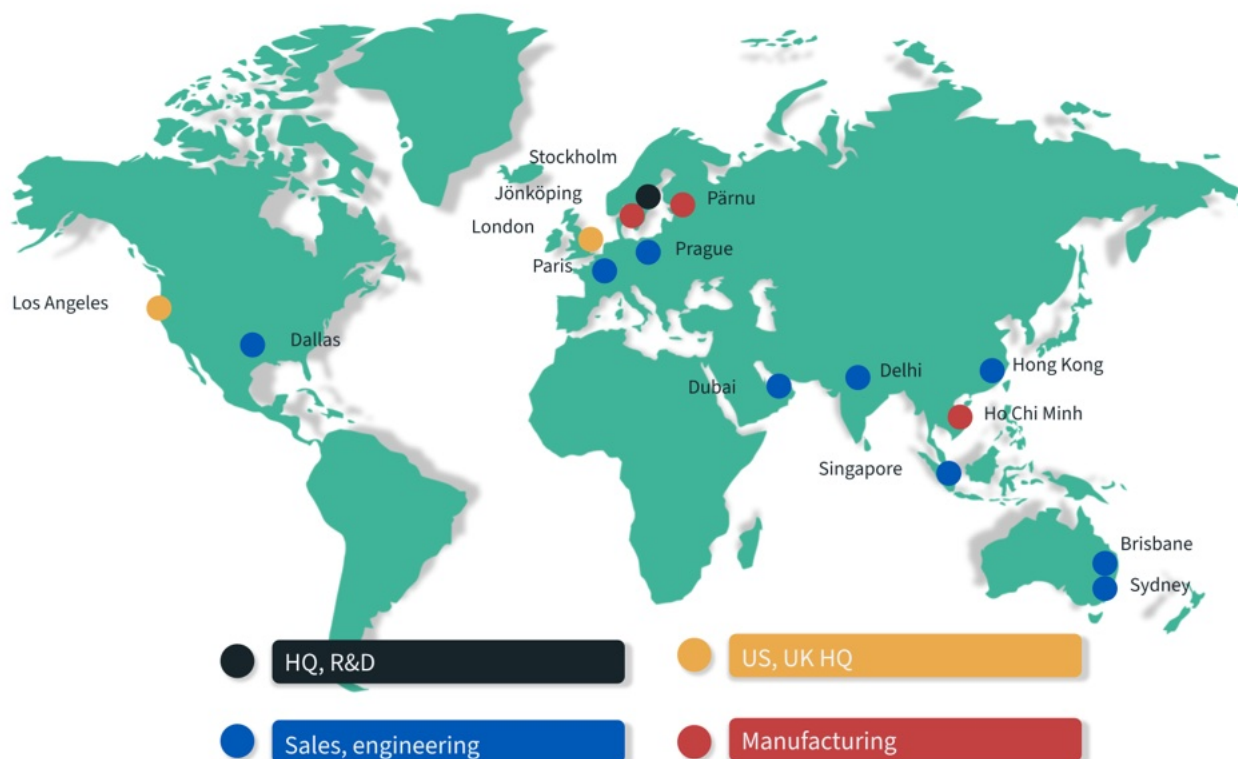 Stockholm
Jönköping
Pärnu
London
Prague
Paris
Los Angeles
Dallas
Hong Kong
Delhi
Dubai
Ho Chi Minh
Singapore
Brisbane
Sydney
HQ, R&D
US, UK HQ
Sales, engineering
Manufacturing